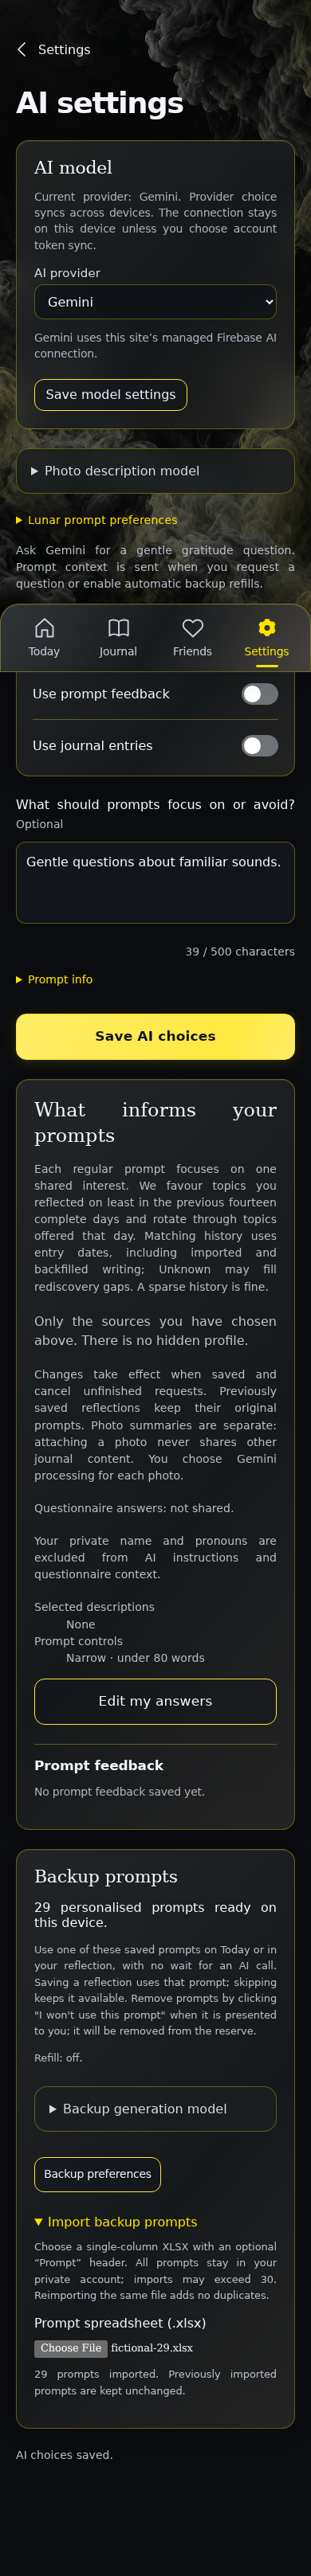 Settings
AI settings
AI model
Current provider: Gemini. Provider choice
syncs across devices. The connection stays
on this device unless you choose account
token sync.
AI provider
Gemini
Gemini uses this site’s managed Firebase AI
connection.
Save model settings
Photo description model
Lunar prompt preferences
Ask Gemini for a gentle gratitude question.
Prompt context is sent when you request a
question or enable automatic backup refills.
Today
Journal
Friends
Settings
Use prompt feedback
Use journal entries
What should prompts focus on or avoid?
Optional
Gentle questions about familiar sounds.
39 / 500 characters
Prompt info
Save AI choices
What informs your
prompts
Each regular prompt focuses on one
shared interest. We favour topics you
reflected on least in the previous fourteen
complete days and rotate through topics
offered that day. Matching history uses
entry dates, including imported and
backfilled writing; Unknown may fill
rediscovery gaps. A sparse history is fine.
Only the sources you have chosen
above. There is no hidden profile.
Changes take effect when saved and
cancel unfinished requests. Previously
saved reflections keep their original
prompts. Photo summaries are separate:
attaching a photo never shares other
journal content. You choose Gemini
processing for each photo.
Questionnaire answers: not shared.
Your private name and pronouns are
excluded from AI instructions and
questionnaire context.
Selected descriptions
None
Prompt controls
Narrow · under 80 words
Edit my answers
Prompt feedback
No prompt feedback saved yet.
Backup prompts
29 personalised prompts ready on
this device.
Use one of these saved prompts on Today or in
your reflection, with no wait for an AI call.
Saving a reflection uses that prompt; skipping
keeps it available. Remove prompts by clicking
"I won't use this prompt" when it is presented
to you; it will be removed from the reserve.
Refill: off.
Backup generation model
Backup preferences
Import backup prompts
Choose a single-column XLSX with an optional
“Prompt” header. All prompts stay in your
private account; imports may exceed 30.
Reimporting the same file adds no duplicates.
Prompt spreadsheet (.xlsx)
Choose File fictional-29.xlsx
29 prompts imported. Previously imported
prompts are kept unchanged.
AI choices saved.